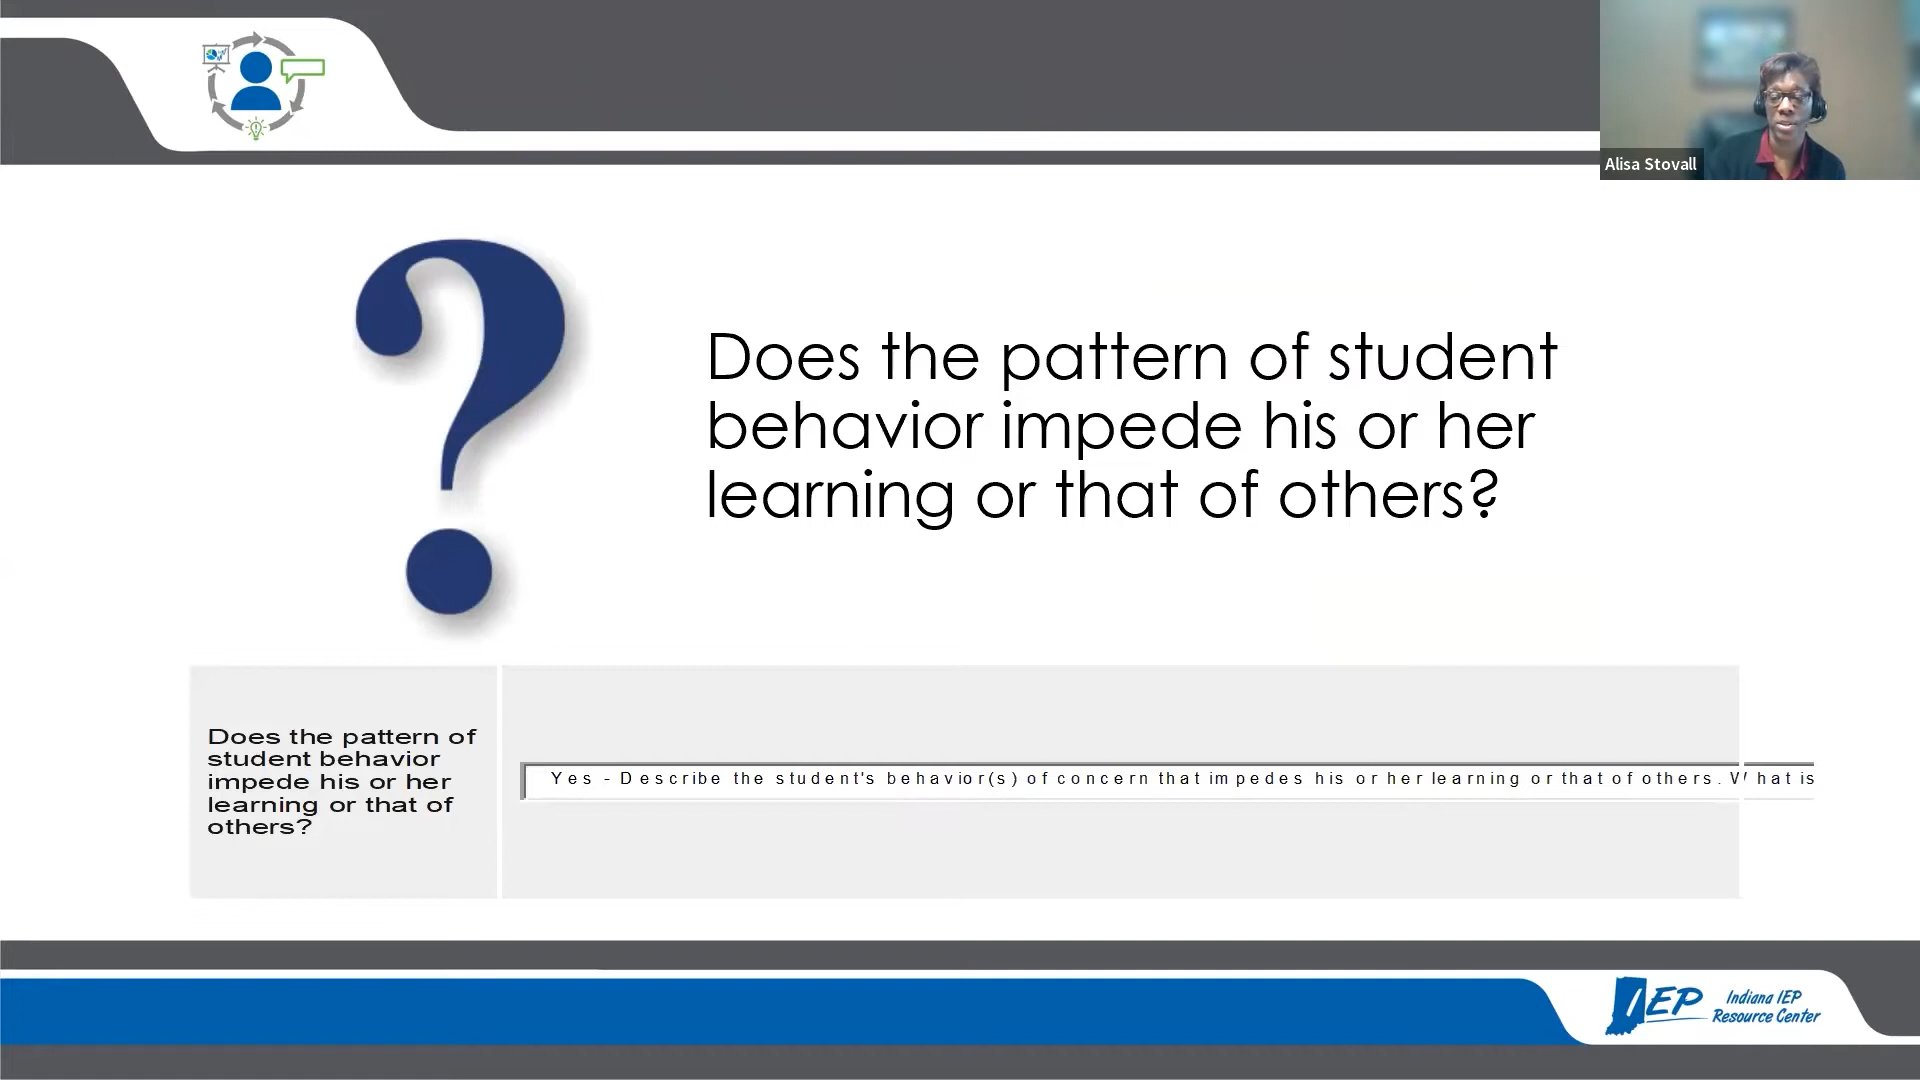 Alisa Stovall
Does the pattern of student
behavior impede his or her
learning or that of others?
Does the pattern of
student behavior
impede his or her
learning or that of
others?
Yes - Describe the student's behavior(s) of concern that impedes his or her learning or that of others. What is
IEP
Indiana IEP
Resource Center